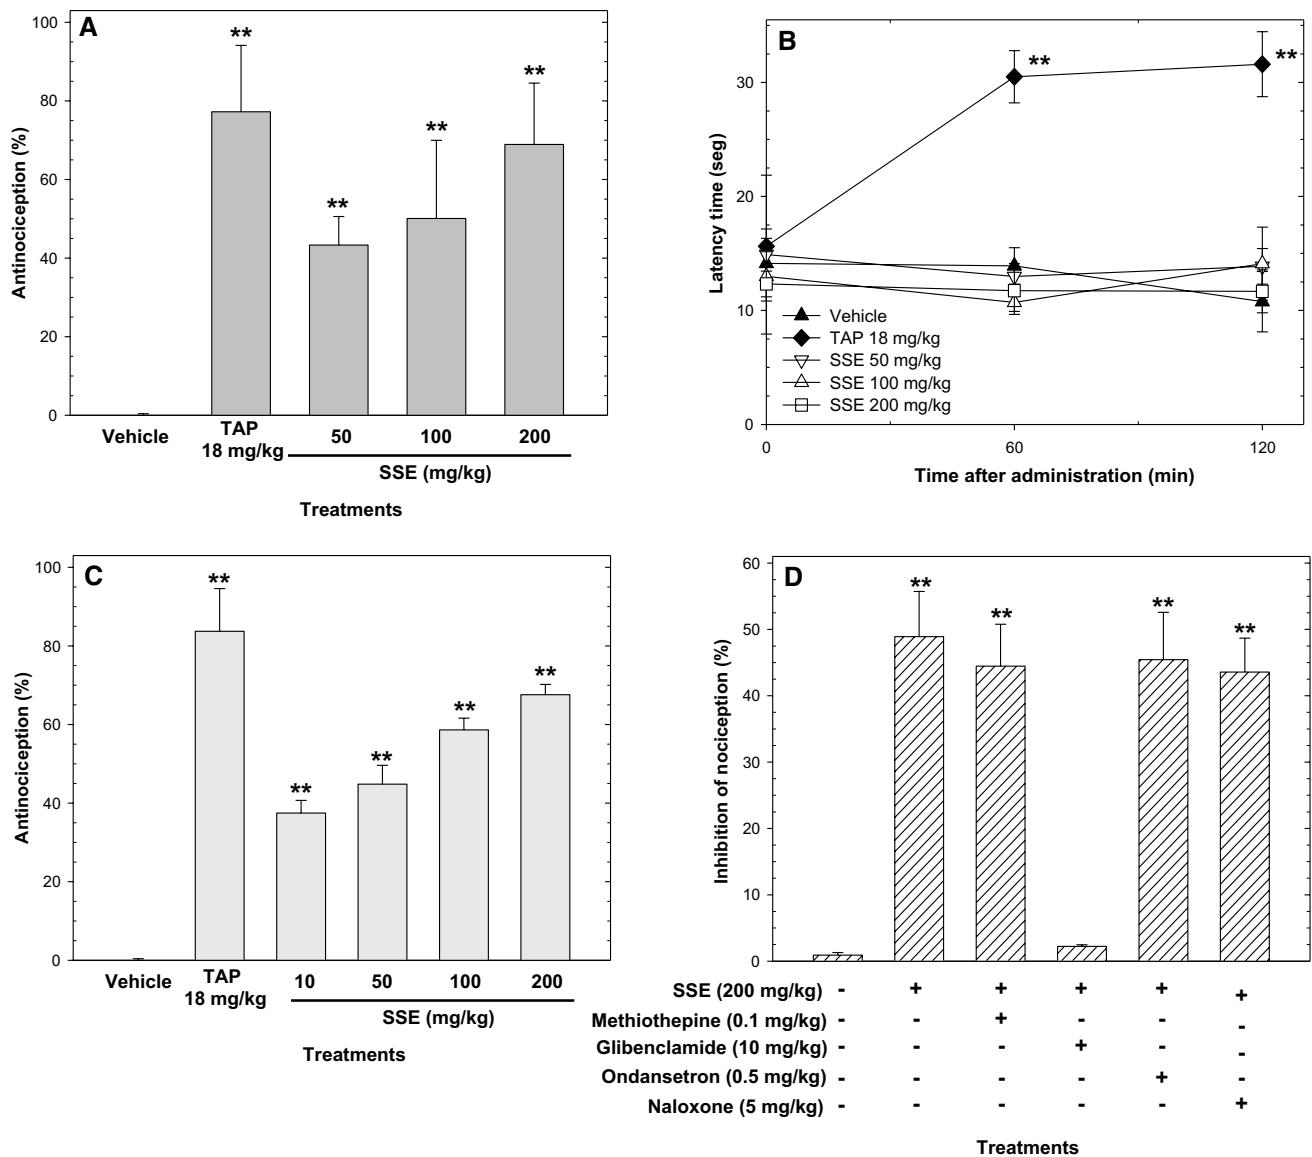 A
**
**
**
**
100
80
60
40
20
0
Antinociception (%)
Vehicle
TAP
18 mg/kg
50
100
200
SSE (mg/kg)
Treatments
B
**
**
30
20
10
0
Latency time (seg)
Vehicle
TAP 18 mg/kg
SSE 50 mg/kg
SSE 100 mg/kg
SSE 200 mg/kg
0
60
120
Time after administration (min)
C
**
**
**
**
**
100
80
60
40
20
0
Antinociception (%)
Vehicle
TAP
18 mg/kg
10
50
100
200
SSE (mg/kg)
Treatments
D
**
**
**
**
60
50
40
30
20
10
0
Inhibition of nociception (%)
SSE (200 mg/kg) - + + + + +
Methiothepine (0.1 mg/kg) - - + - - -
Glibenclamide (10 mg/kg) - - - + - -
Ondansetron (0.5 mg/kg) - - - - + -
Naloxone (5 mg/kg) - - - - - +
Treatments